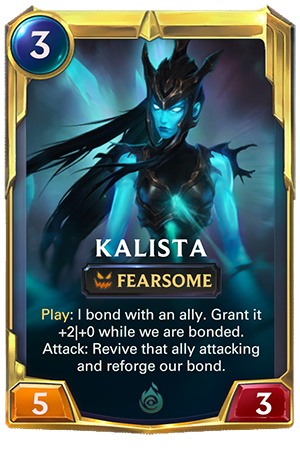 3
KALISTA
FEARSOME
Play: I bond with an ally. Grant it
+2|+0 while we are bonded.
Attack: Revive that ally attacking
and reforge our bond.
5
3